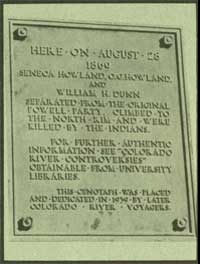 HERE · ON · AUGUST · 28
1869
SENECA HOWLAND, O.G. HOWLAND,
AND
WILLIAM H. DUNN
SEPARATED · FROM · THE · ORIGINAL
POWELL · PARTY, CLIMBED · TO
THE · NORTH · RIM · AND · WERE
KILLED · BY · THE · INDIANS.
FOR · FURTHER · AUTHENTIC
INFORMATION · SEE "COLORADO
RIVER · CONTROVERSIES"
OBTAINABLE · FROM · UNIVERSITY
LIBRARIES.
THIS · CENOTAPH · WAS · PLACED
AND · DEDICATED · IN · 1939 · BY · LATER
COLORADO · RIVER · VOYAGERS.